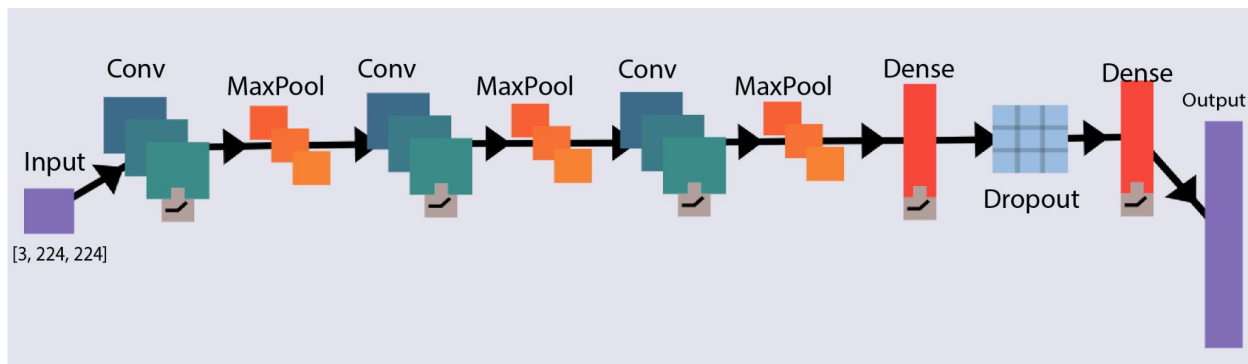 Input
[3, 224, 224]
Conv
MaxPool
Conv
MaxPool
Conv
MaxPool
Dense
Dropout
Dense
Output